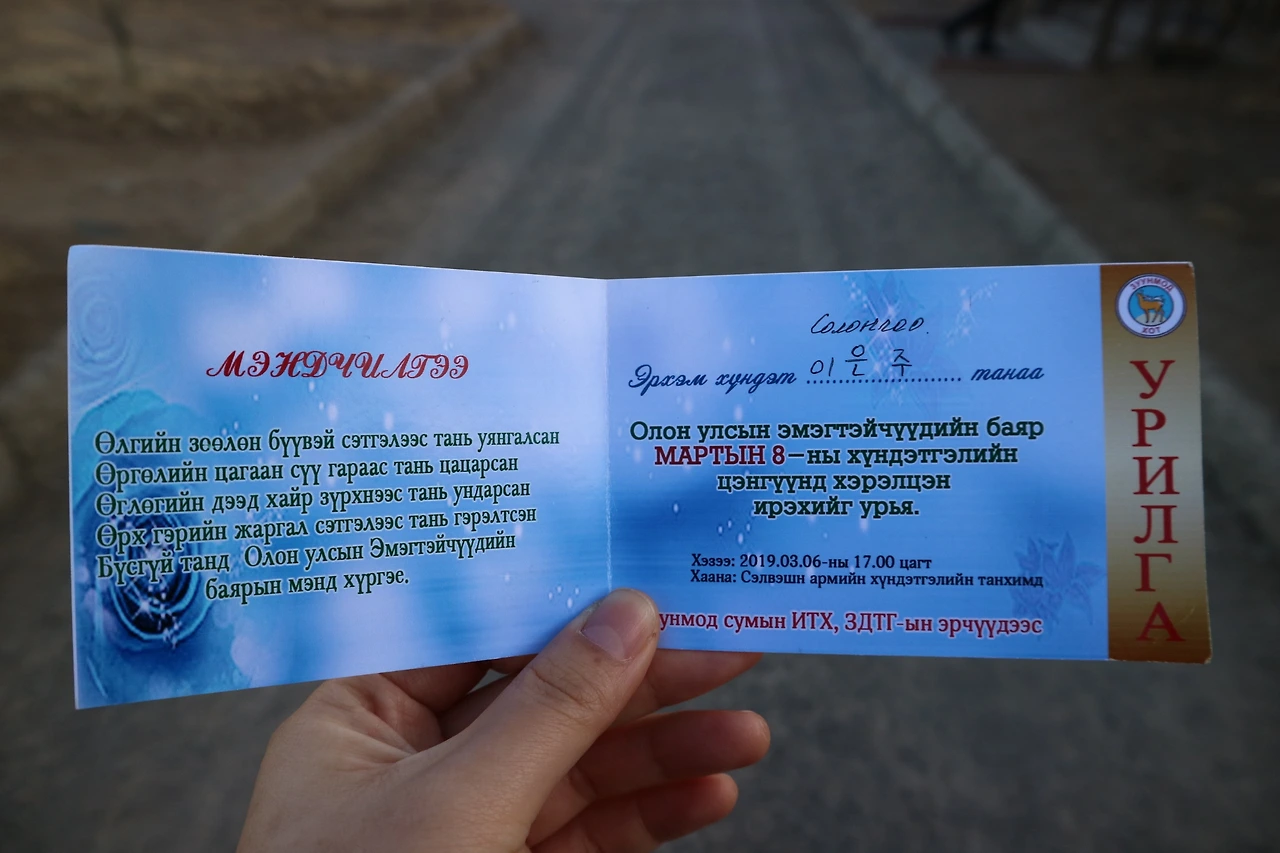 МЭНДЧИЛГЭЭ
Өлгийн зөөлөн бүүвэй сэтгэлээс тань уянгалсан
Өргөлийн цагаан сүү гараас тань цацарсан
Өглөгийн дээд хайр зүрхнээс тань ундарсан
Өрх гэрийн жаргал сэтгэлээс тань гэрэлтсэн
Бүсгүй танд Олон улсын Эмэгтэйчүүдийн
баярын мэнд хүргэе.
Солонгоо.
Эрхэм хүндэт 이은주 танаа
Олон улсын эмэгтэйчүүдийн баяр
МАРТЫН 8–ны хүндэтгэлийн
цэнгүүнд хэрэлцэн
ирэхийг урья.
Хэзээ: 2019.03.06-ны 17.00 цагт
Хаана: Сэлвэшн армийн хүндэтгэлийн танхимд
унмод сумын ИТХ, ЗДТГ-ын эрчүүдээс
ЗУУНМОД
ХОТ
УРИЛГА